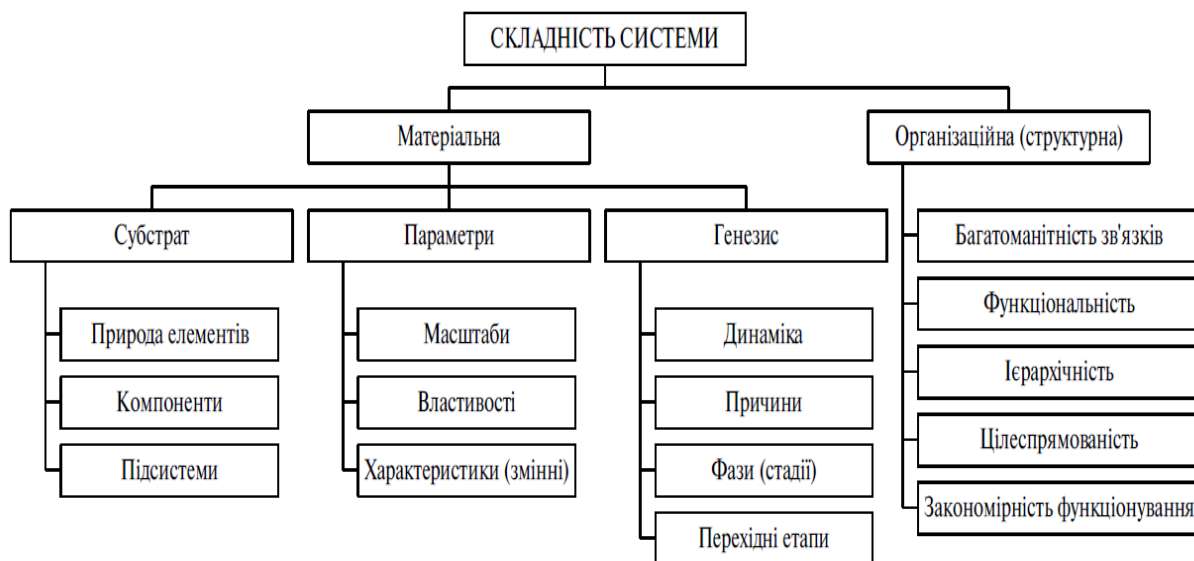 СКЛАДНІСТЬ СИСТЕМИ
Матеріальна
Організаційна (структурна)
Субстрат
Параметри
Генезис
Природа елементів
Компоненти
Підсистеми
Масштаби
Властивості
Характеристики (змінні)
Динаміка
Причини
Фази (стадії)
Перехідні етапи
Багатоманітність зв'язків
Функціональність
Ієрархічність
Цілеспрямованість
Закономірність функціонування